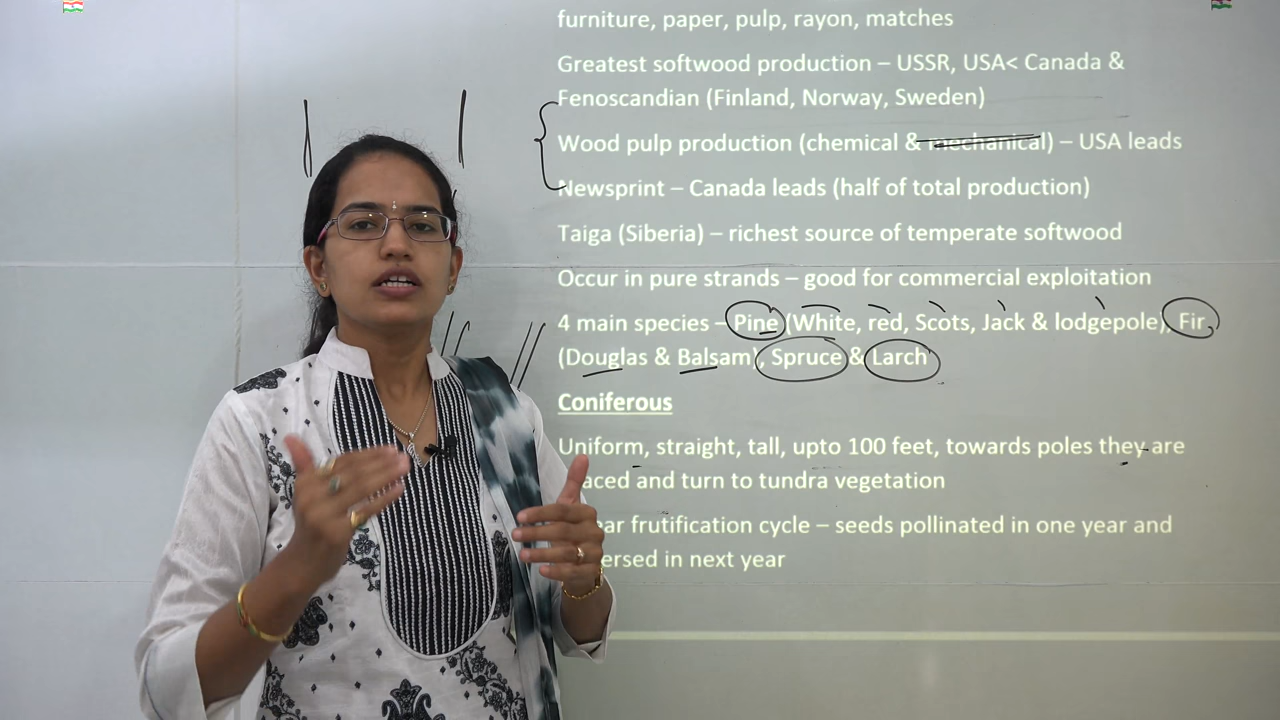 furniture, paper, pulp, rayon, matches
Greatest softwood production – USSR, USA< Canada &
Fenoscandian (Finland, Norway, Sweden)
Wood pulp production (chemical & mechanical) – USA leads
Newsprint – Canada leads (half of total production)
Taiga (Siberia) – richest source of temperate softwood
Occur in pure strands – good for commercial exploitation
4 main species – Pine (White, red, Scots, Jack & lodgepole), Fir,
(Douglas & Balsam), Spruce & Larch
Coniferous
Uniform, straight, tall, upto 100 feet, towards poles they are
and turn to tundra vegetation
frutification cycle – seeds pollinated in one year and
in next year